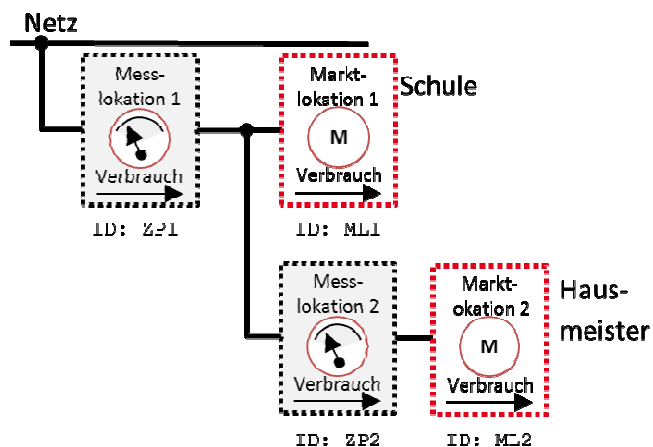 Netz
Mess-
lokation 1
Verbrauch
ID: ZP1
Markt-
lokation 1
M
Verbrauch
ID: ML1
Schule
Mess-
lokation 2
Verbrauch
ID: ZP2
Markt-
okation 2
M
Verbrauch
ID: ML2
Haus-
meister